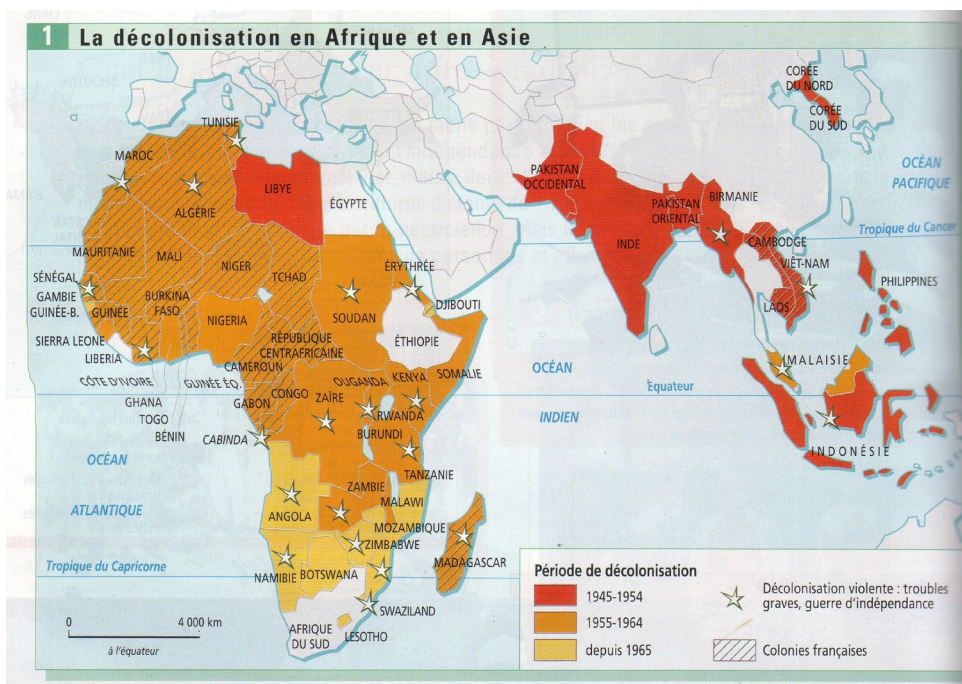 1 La décolonisation en Afrique et en Asie
CORÉE
DU NORD
CORÉE
DU SUD
TUNISIE
MAROC
OCÉAN
PACIFIQUE
PAKISTAN
OCCIDENTAL
LIBYE
ALGÉRIE
ÉGYPTE
PAKISTAN
ORIENTAL
BIRMANIE
Tropique du Cancer
INDE
CAMBODGE
MAURITANIE
MALI
NIGER
TCHAD
ÉRYTHRÉE
VIÊT-NAM
SÉNÉGAL
GAMBIE
GUINÉE-B.
GUINÉE
BURKINA
FASO
NIGERIA
SOUDAN
DJIBOUTI
LAOS
PHILIPPINES
SIERRA LEONE
LIBERIA
RÉPUBLIQUE
CENTRAFRICAINE
ÉTHIOPIE
CAMEROUN
SOMALIE
MALAISIE
OCÉAN
INDIEN
CÔTE D'IVOIRE
GUINÉE ÉQ.
OUGANDA
KENYA
Équateur
GHANA
TOGO
BÉNIN
GABON
CONGO
ZAÏRE
RWANDA
BURUNDI
CABINDA
INDONÉSIE
TANZANIE
OCÉAN
ATLANTIQUE
ZAMBIE
MALAWI
ANGOLA
MOZAMBIQUE
ZIMBABWE
MADAGASCAR
Tropique du Capricorne
NAMIBIE
BOTSWANA
SWAZILAND
AFRIQUE
DU SUD
LESOTHO
0 4 000 km
à l'équateur
Période de décolonisation
1945-1954
1955-1964
depuis 1965
Décolonisation violente : troubles
graves, guerre d'indépendance
Colonies françaises